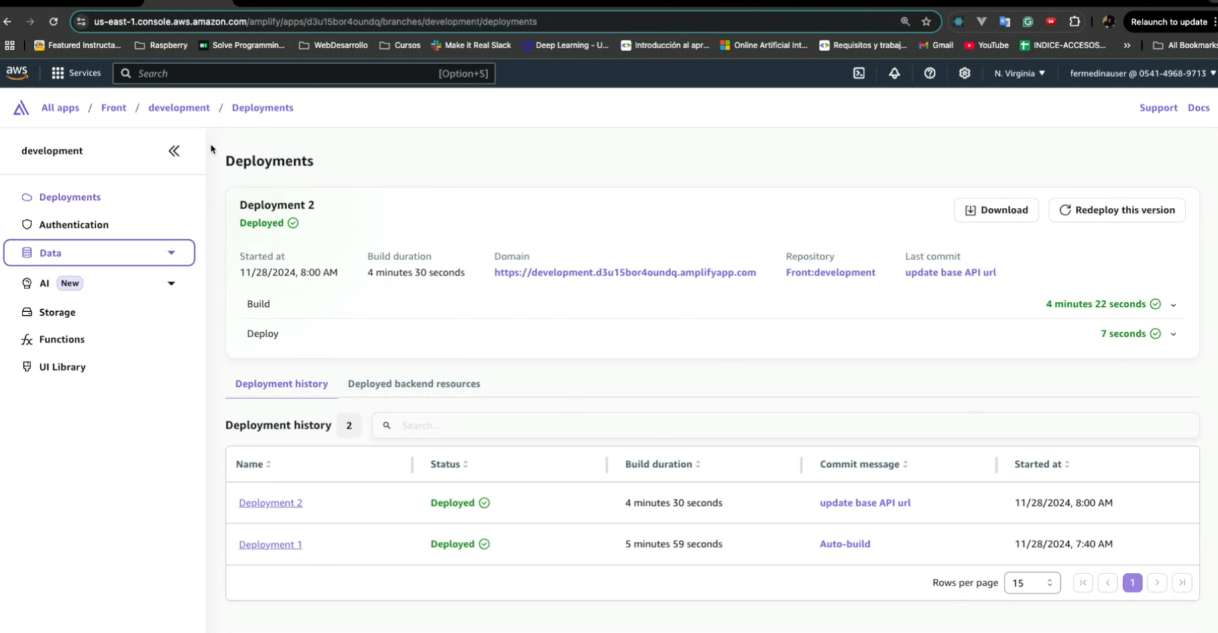 us-east-1.console.aws.amazon.com/amplify/apps/d3u15bor4oundq/branches/development/deployments
Relaunch to update
Featured Instructa...
Raspberry
Solve Programmin...
WebDesarrollo
Cursos
Make it Real Slack
Deep Learning - U...
Introducción al apr...
Online Artificial Int...
Requisitos y trabaj...
Gmail
YouTube
INDICE-ACCESOS...
»
All Bookmarks
aws
Services
Search
[Option+S]
N. Virginia
fermedinauser @ 0541-4968-9713
All apps / Front / development / Deployments
Support
Docs
development
Deployments
Authentication
Data
AI New
Storage
Functions
UI Library
Deployments
Deployment 2
Deployed
Download
Redeploy this version
Started at
Build duration
Domain
Repository
Last commit
11/28/2024, 8:00 AM
4 minutes 30 seconds
https://development.d3u15bor4oundq.amplifyapp.com
Front:development
update base API url
Build
4 minutes 22 seconds
Deploy
7 seconds
Deployment history
Deployed backend resources
Deployment history 2
Search...
Name
Status
Build duration
Commit message
Started at
Deployment 2
Deployed
4 minutes 30 seconds
update base API url
11/28/2024, 8:00 AM
Deployment 1
Deployed
5 minutes 59 seconds
Auto-build
11/28/2024, 7:40 AM
Rows per page 15
1